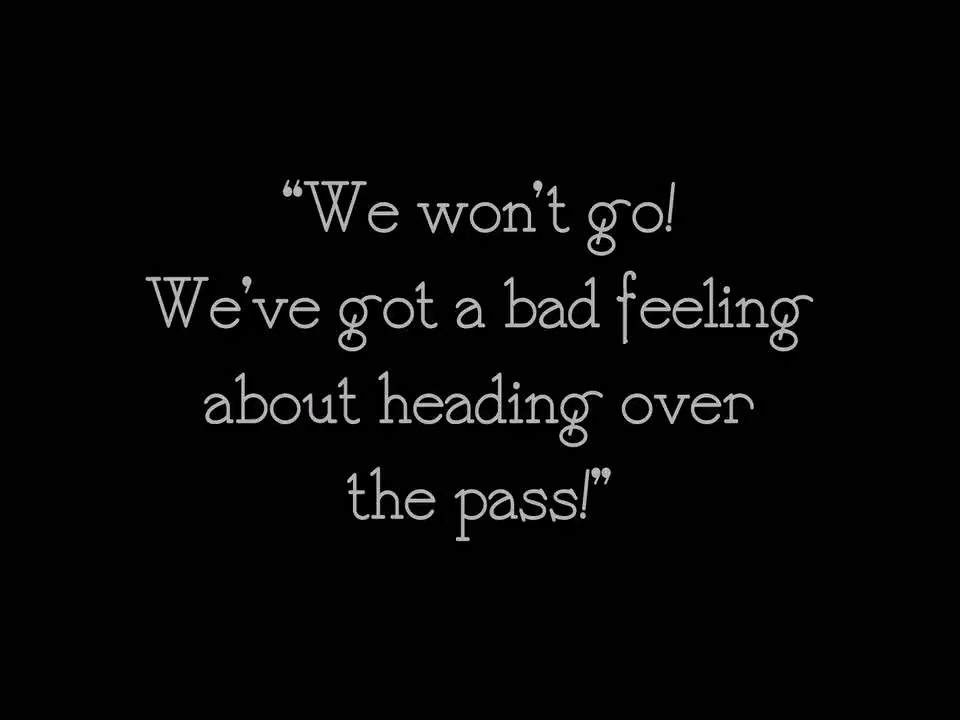 “We won’t go!
We’ve got a bad feeling
about heading over
the pass!”